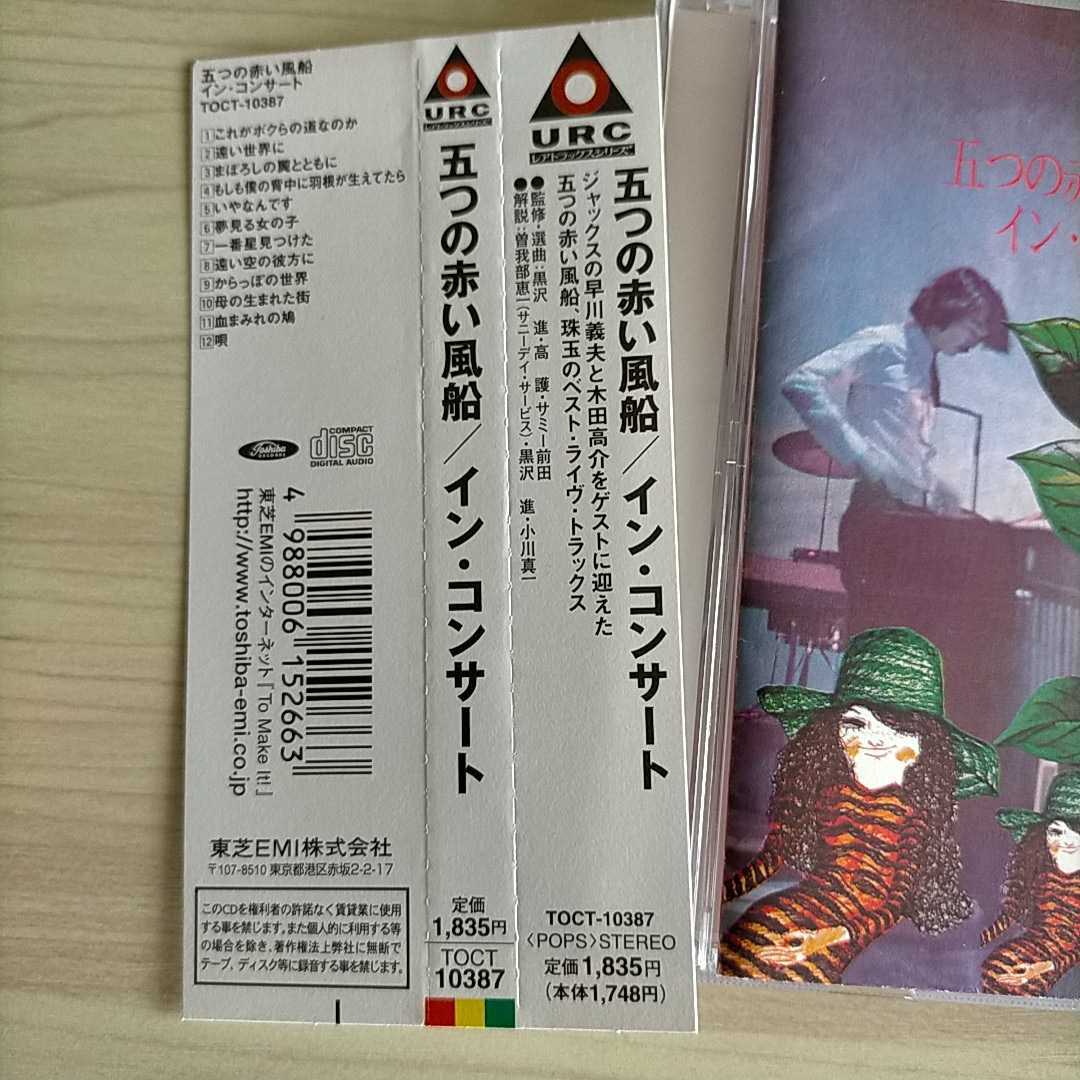 五つの赤い風船
イン・コンサート
TOCT-10387
1 これがボクらの道なのか
2 遠い世界に
3 まぼろしの翼とともに
4 もしも僕の背中に羽根が生えてたら
5 いやなんです
6 夢見る女の子
7 一番星見つけた
8 遠い空の彼方に
9 からっぽの世界
10 母の生まれた街
11 血まみれの鳩
12 唄
Toshiba
RECORDS
COMPACT
disc
DIGITAL AUDIO
4 988006 152663
東芝EMIのインターネット『To Make It!』
http://www.toshiba-emi.co.jp
東芝EMI株式会社
〒107-8510 東京都港区赤坂2-2-17
このCDを権利者の許諾なく賃貸業に使用
する事を禁じます。また個人的に利用する等
の場合を除き、著作権法上弊社に無断で
テープ、ディスク等に録音する事を禁じます。
URC
レアトラックスシリーズ
五つの赤い風船/イン・コンサート
定価
1,835円
TOCT
10387
URC
レアトラックスシリーズ
五つの赤い風船/イン・コンサート
ジャックスの早川義夫と木田高介をゲストに迎えた
五つの赤い風船、珠玉のベスト・ライヴ・トラックス
●監修・選曲:黒沢 進・高 護・サミー前田
●解説:曽我部恵一(サニーデイ・サービス)・黒沢 進・小川真一
TOCT-10387
〈POPS〉STEREO
定価1,835円
(本体1,748円)
五つの赤
イン・